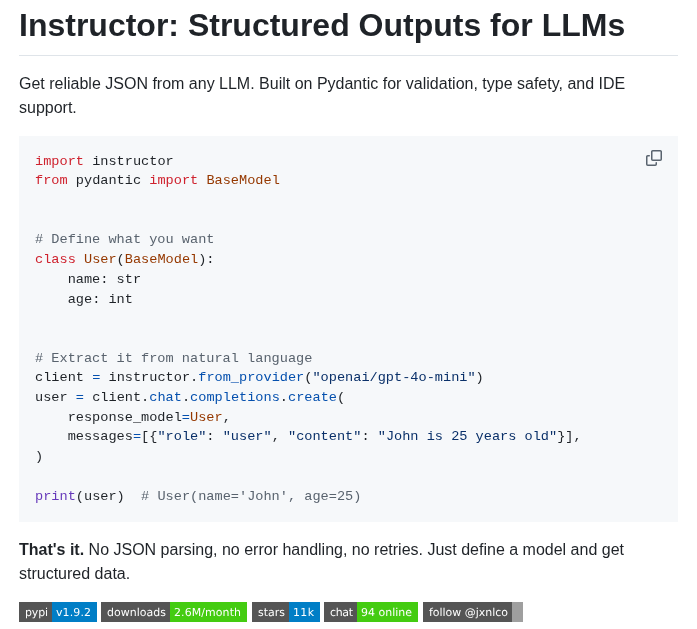 Instructor: Structured Outputs for LLMs
Get reliable JSON from any LLM. Built on Pydantic for validation, type safety, and IDE
support.
import instructor
from pydantic import BaseModel
# Define what you want
class User(BaseModel):
    name: str
    age: int
# Extract it from natural language
client = instructor.from_provider("openai/gpt-4o-mini")
user = client.chat.completions.create(
    response_model=User,
    messages=[{"role": "user", "content": "John is 25 years old"}],
)
print(user)  # User(name='John', age=25)
That's it. No JSON parsing, no error handling, no retries. Just define a model and get
structured data.
pypi v1.9.2 downloads 2.6M/month stars 11k chat 94 online follow @jxnlco